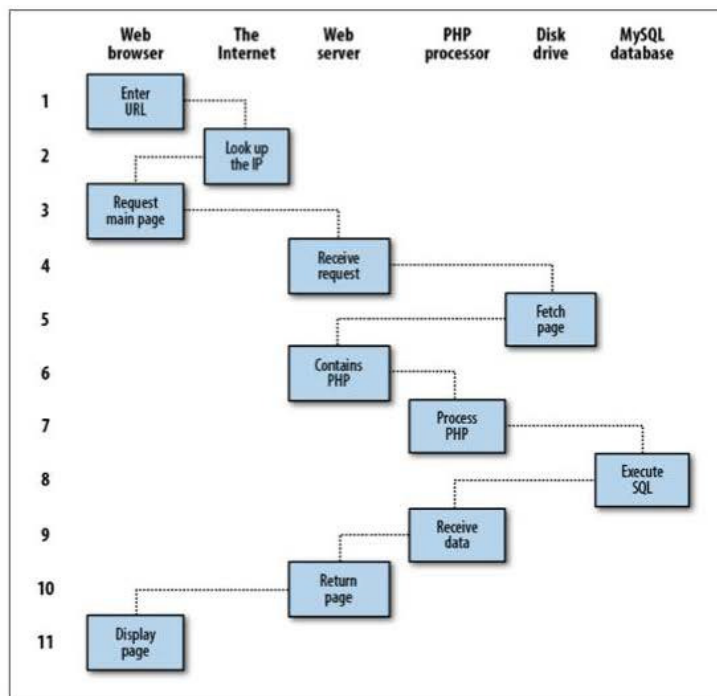 Web The Web PHP Disk MySQL
browser Internet server processor drive database
1
Enter
URL
2
Look up
the IP
3
Request
main page
4
Receive
request
5
Fetch
page
6
Contains
PHP
7
Process
PHP
8
Execute
SQL
9
Receive
data
10
Return
page
11
Display
page